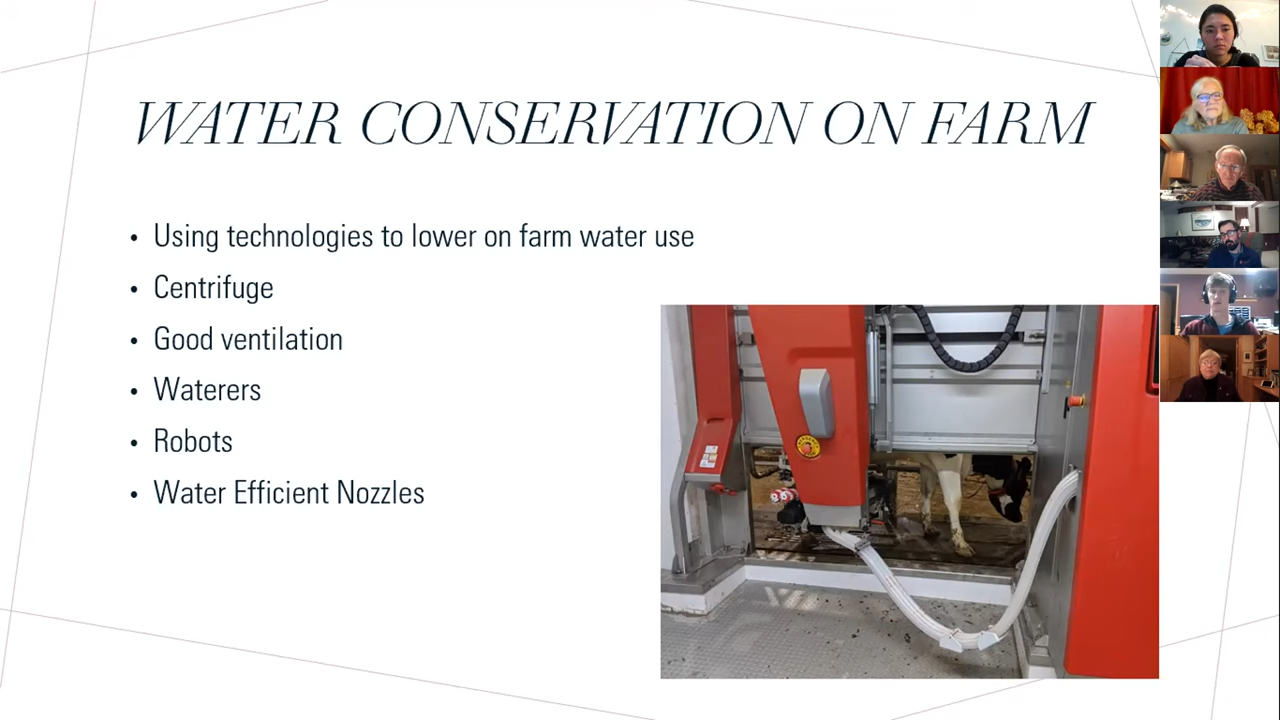 WATER CONSERVATION ON FARM
• Using technologies to lower on farm water use
• Centrifuge
• Good ventilation
• Waterers
• Robots
• Water Efficient Nozzles